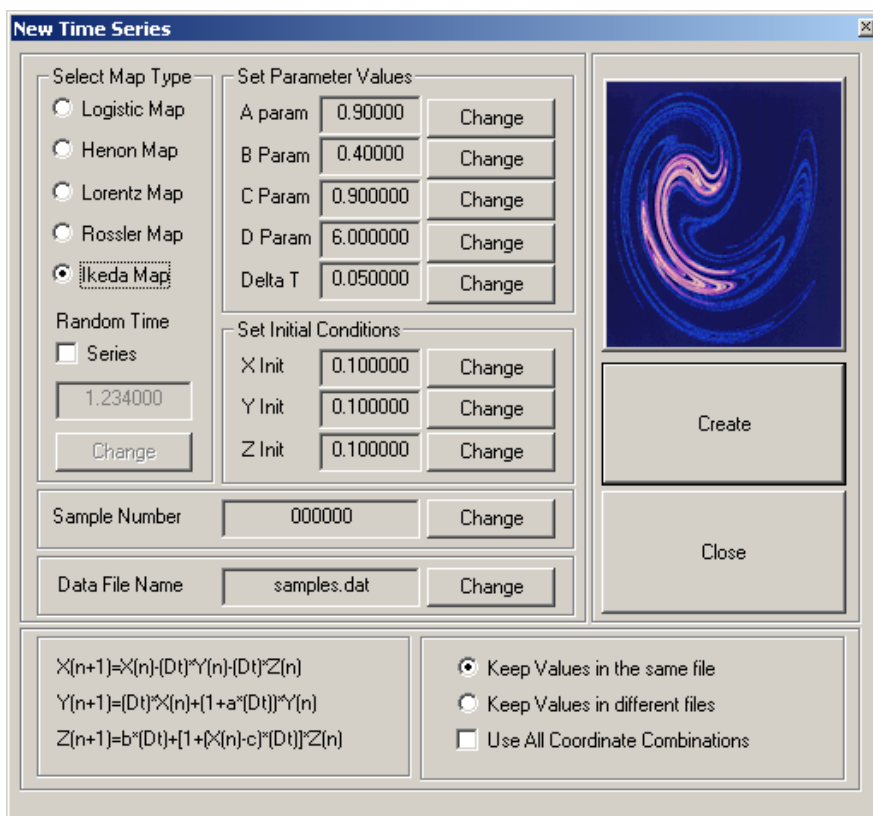 New Time Series
Select Map Type
Logistic Map
Henon Map
Lorentz Map
Rossler Map
Ikeda Map
Random Time
Series
1.234000
Change
Set Parameter Values
A param 0.90000 Change
B Param 0.40000 Change
C Param 0.900000 Change
D Param 6.000000 Change
Delta T 0.050000 Change
Set Initial Conditions
X Init 0.100000 Change
Y Init 0.100000 Change
Z Init 0.100000 Change
Sample Number 000000 Change
Data File Name samples.dat Change
Create
Close
X(n+1)=X(n)-(Dt)*Y(n)-(Dt)*Z(n)
Y(n+1)=(Dt)*X(n)+(1+a*(Dt))*Y(n)
Z(n+1)=b*(Dt)+[1+(X(n)-c)*(Dt)]*Z(n)
Keep Values in the same file
Keep Values in different files
Use All Coordinate Combinations